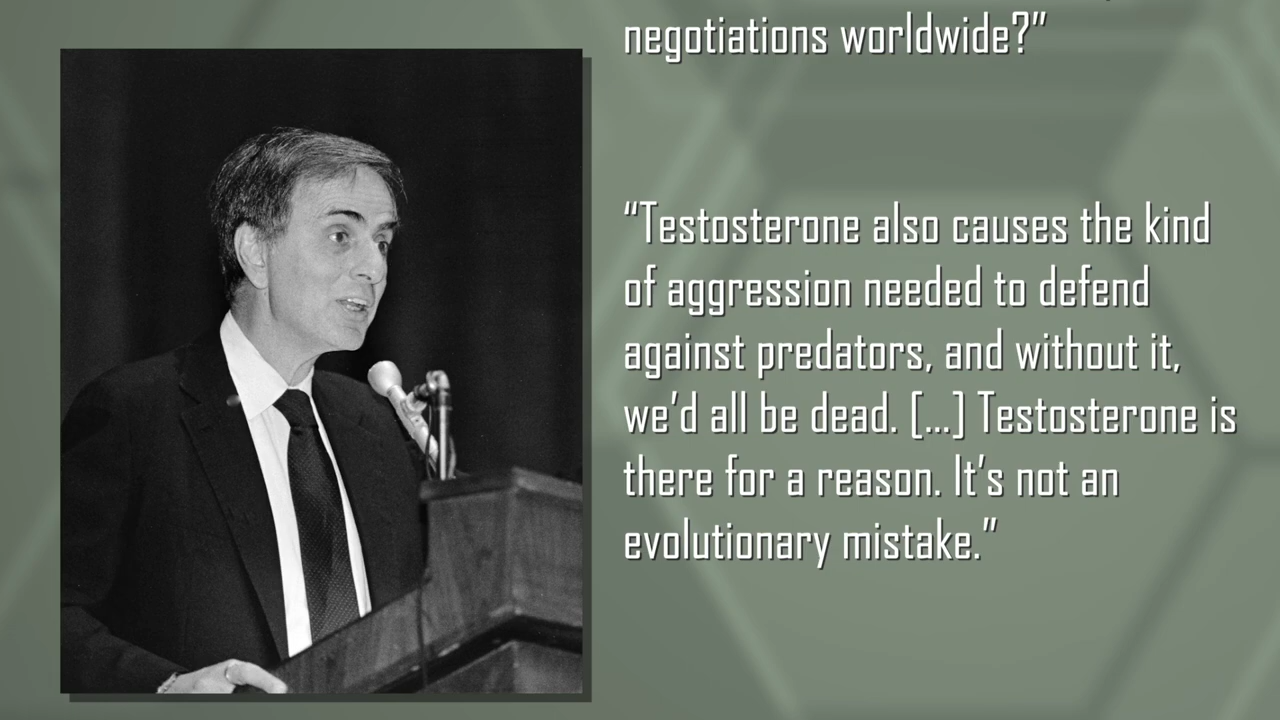 negotiations worldwide?”
“Testosterone also causes the kind
of aggression needed to defend
against predators, and without it,
we’d all be dead. [...] Testosterone is
there for a reason. It’s not an
evolutionary mistake.”